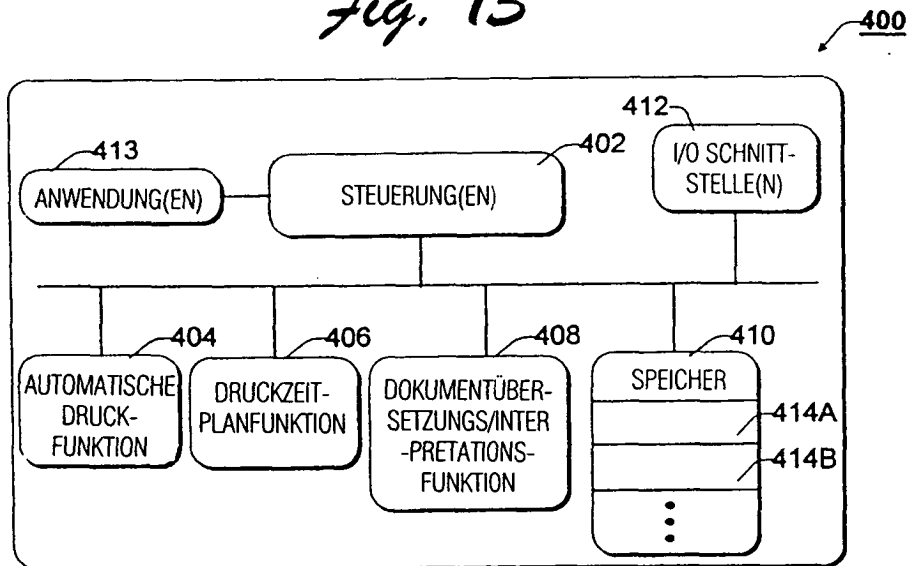 Fig. 13
400
413
ANWENDUNG(EN)
402
STEUERUNG(EN)
412
I/O SCHNITT-
STELLE(N)
404
AUTOMATISCHE
DRUCK-
FUNKTION
406
DRUCKZEIT-
PLANFUNKTION
408
DOKUMENTÜBER-
SETZUNGS/INTER
-PRETATIONS-
FUNKTION
410
SPEICHER
414A
414B